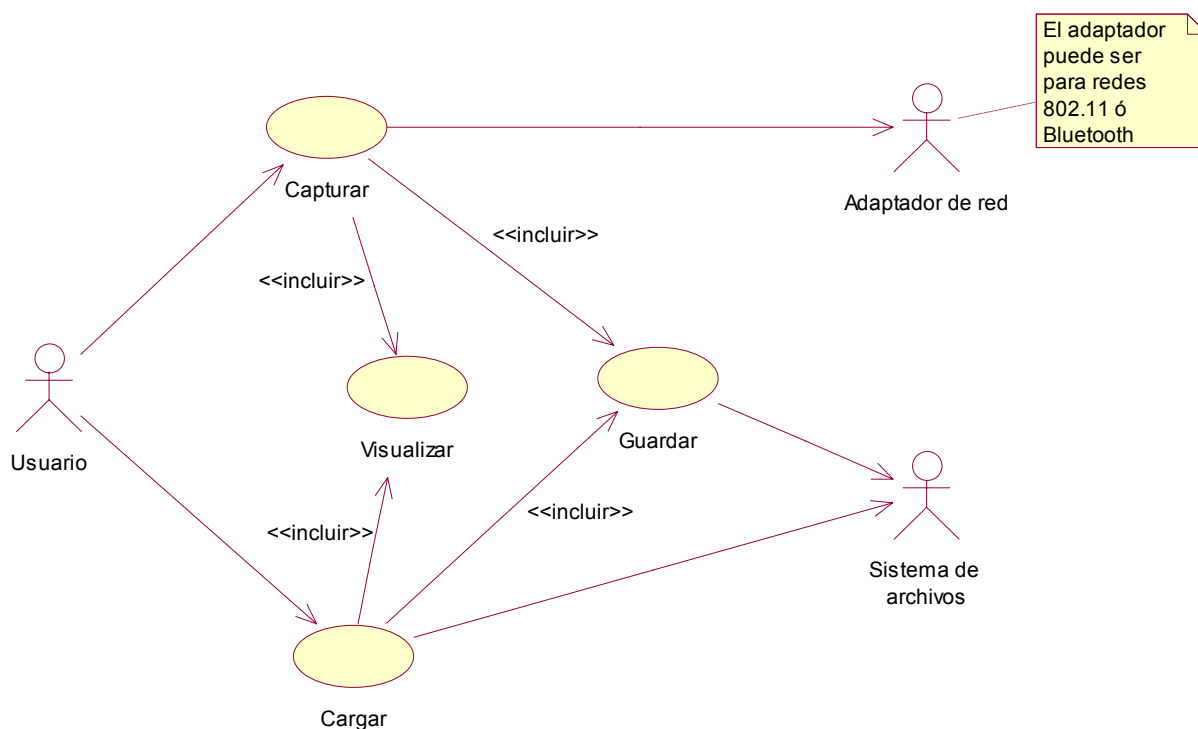 El adaptador
puede ser
para redes
802.11 ó
Bluetooth
Capturar
Adaptador de red
<<incluir>>
<<incluir>>
Usuario
Visualizar
Guardar
<<incluir>>
<<incluir>>
Sistema de
archivos
Cargar